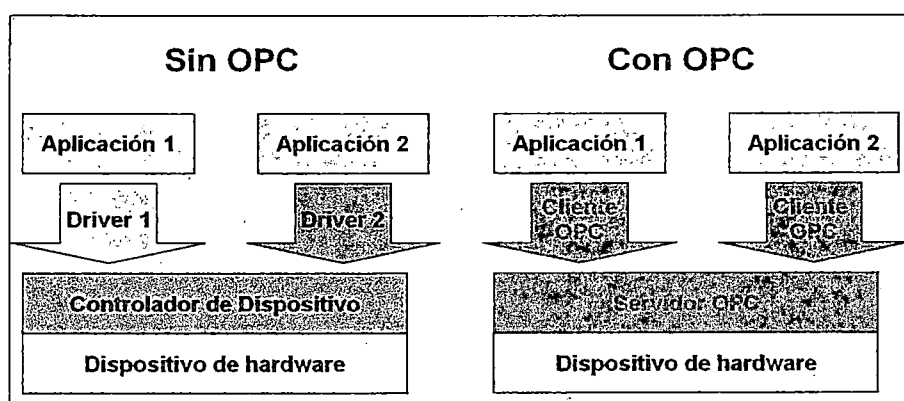 Sin OPC
Con OPC
Aplicación 1
Aplicación 2
Aplicación 1
Aplicación 2
Driver 1
Driver 2
Cliente
OPC
Cliente
OPC
Controlador de Dispositivo
Servidor OPC
Dispositivo de hardware
Dispositivo de hardware